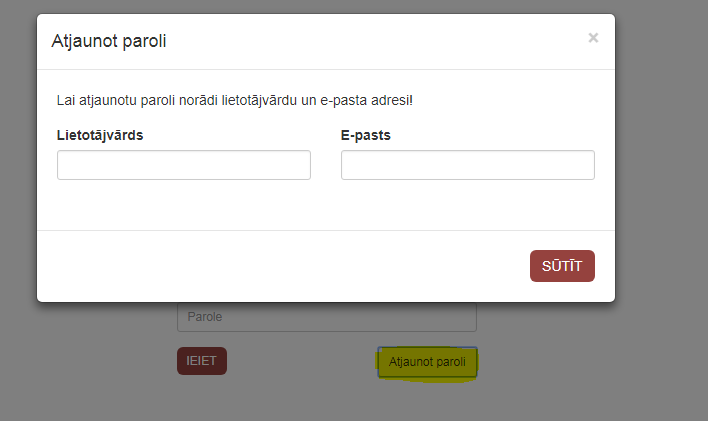 Atjaunot paroli
×
Lai atjaunotu paroli norādi lietotājvārdu un e-pasta adresi!
Lietotājvārds E-pasts
SŪTĪT
Parole
IEIET Atjaunot paroli